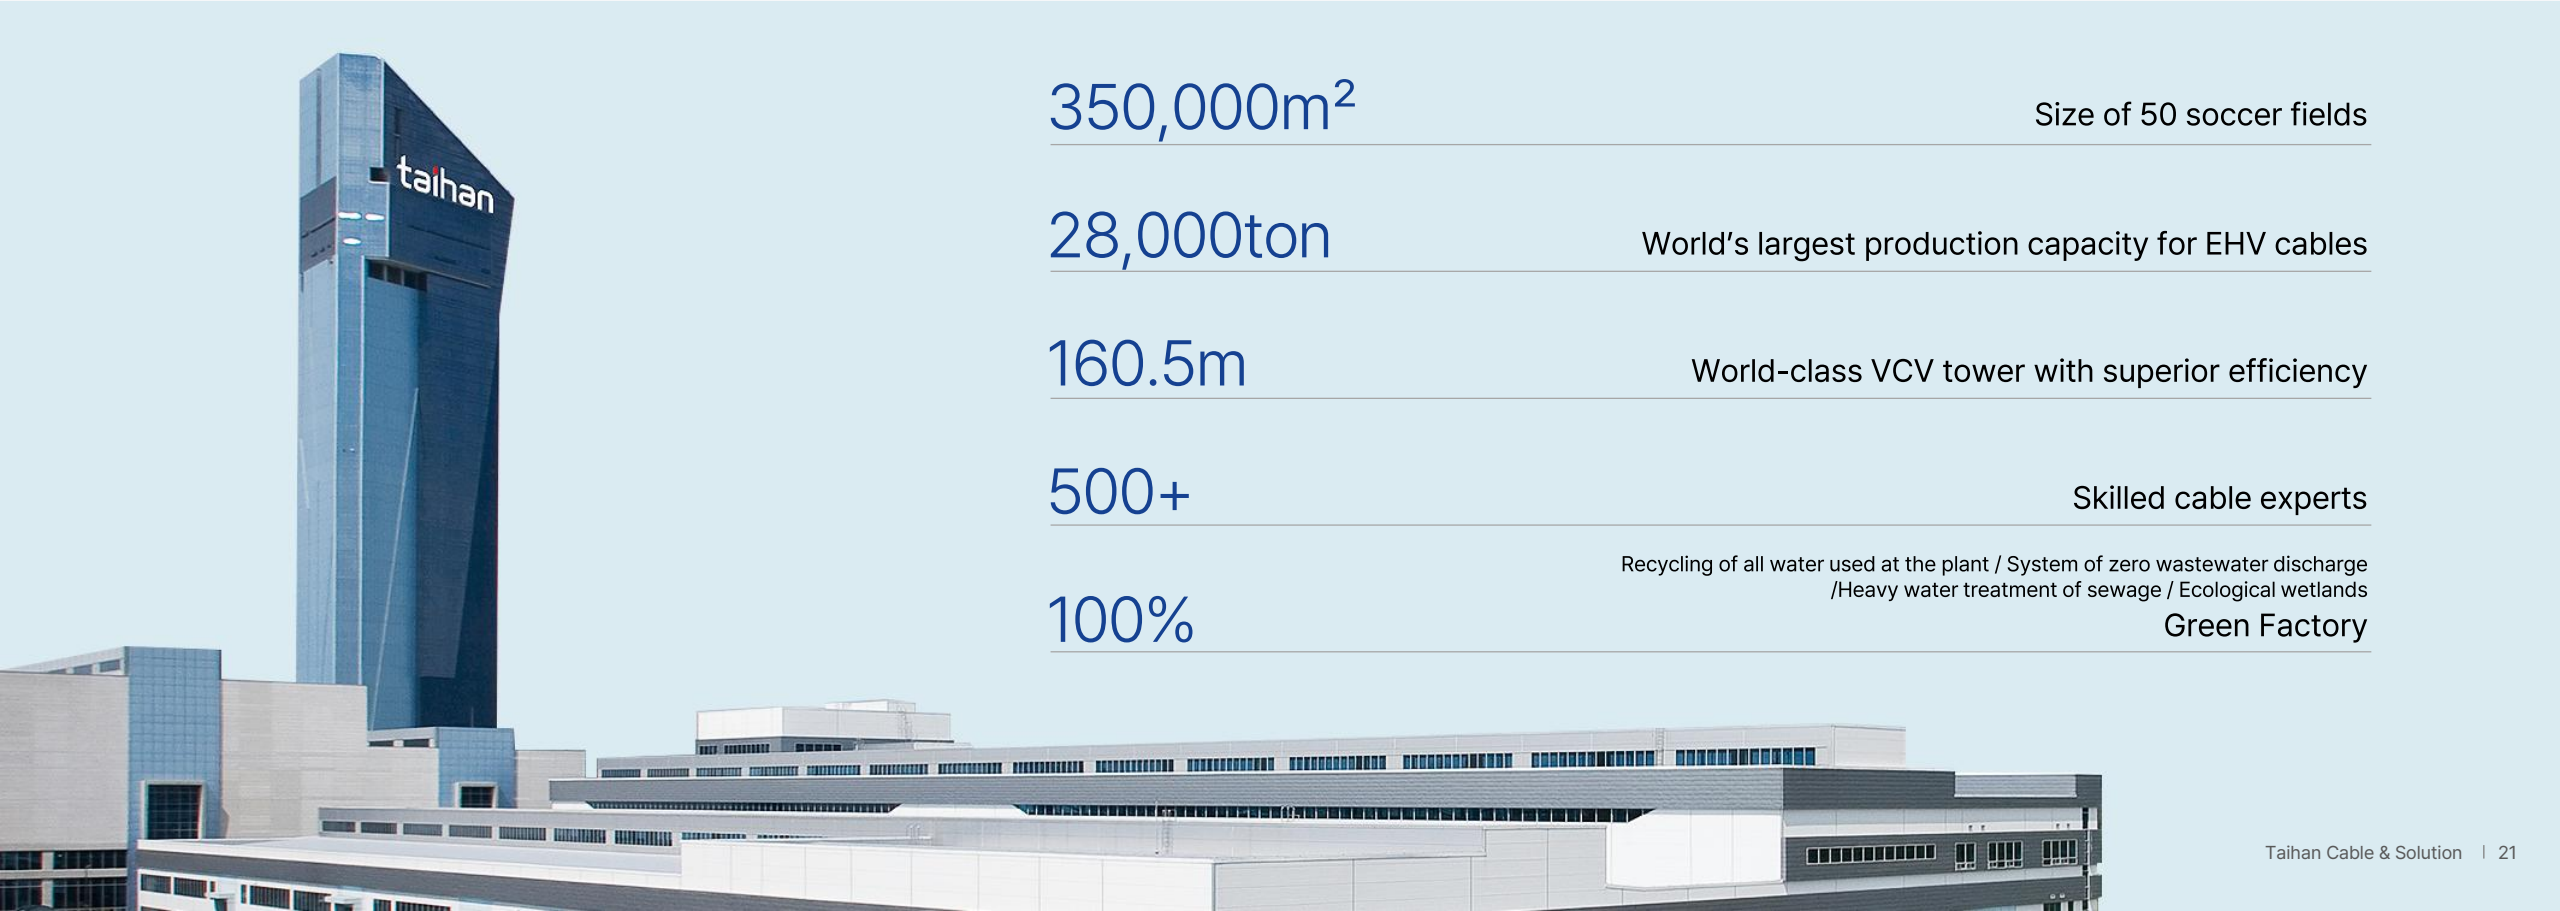 taihan
350,000m²
Size of 50 soccer fields
28,000ton
World’s largest production capacity for EHV cables
160.5m
World-class VCV tower with superior efficiency
500+
Skilled cable experts
Recycling of all water used at the plant / System of zero wastewater discharge
/Heavy water treatment of sewage / Ecological wetlands
100%
Green Factory
Taihan Cable & Solution | 21